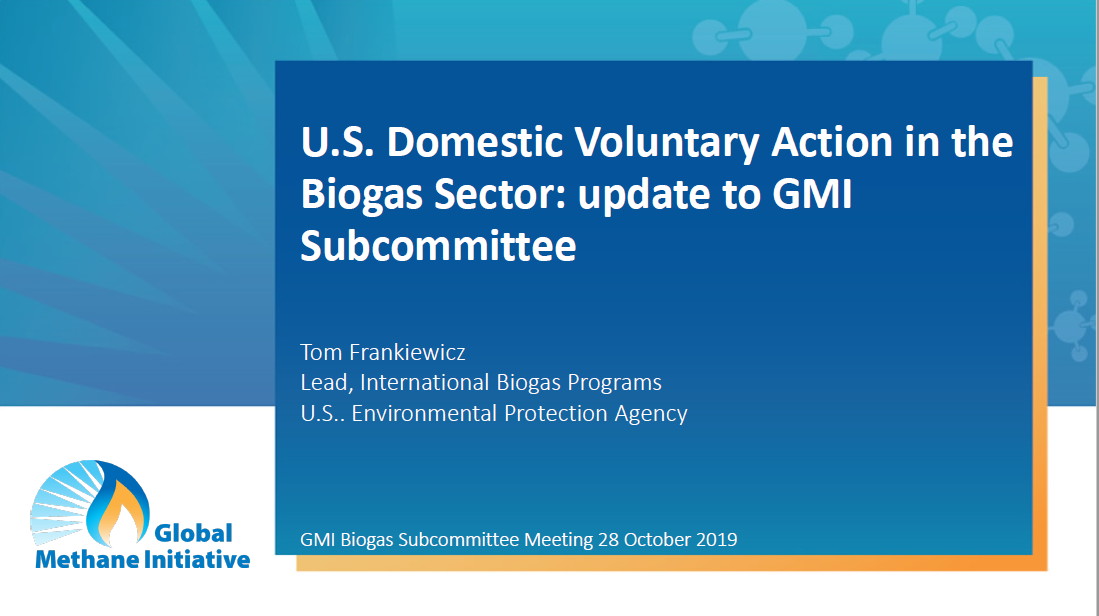 U.S. Domestic Voluntary Action in the
Biogas Sector: update to GMI
Subcommittee
Tom Frankiewicz
Lead, International Biogas Programs
U.S.. Environmental Protection Agency
GMI Biogas Subcommittee Meeting 28 October 2019
Global
Methane Initiative